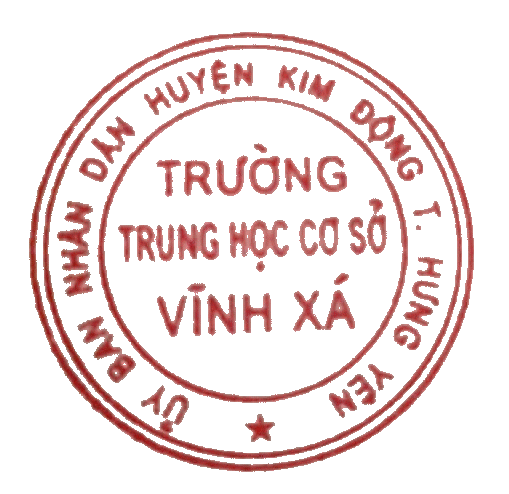 ỦY BAN NHÂN DÂN HUYỆN KIM ĐỘNG T. HƯNG YÊN
TRƯỜNG
TRUNG HỌC CƠ SỞ
VĨNH XÁ